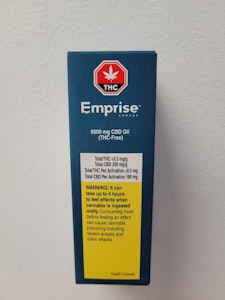 THC
Emprise™
CANADA
6000 mg CBD Oil
(THC-Free)
Total THC <0.5 mg/g
Total CBD 200 mg/g
Total THC Per Activation <0.5 mg
Total CBD Per Activation 100 mg
WARNING: It can
take up to 4 hours
to feel effects when
cannabis is ingested
orally. Consuming more
before feeling an effect
can cause cannabis
poisoning including
severe anxiety and
panic attacks.
Health Canada